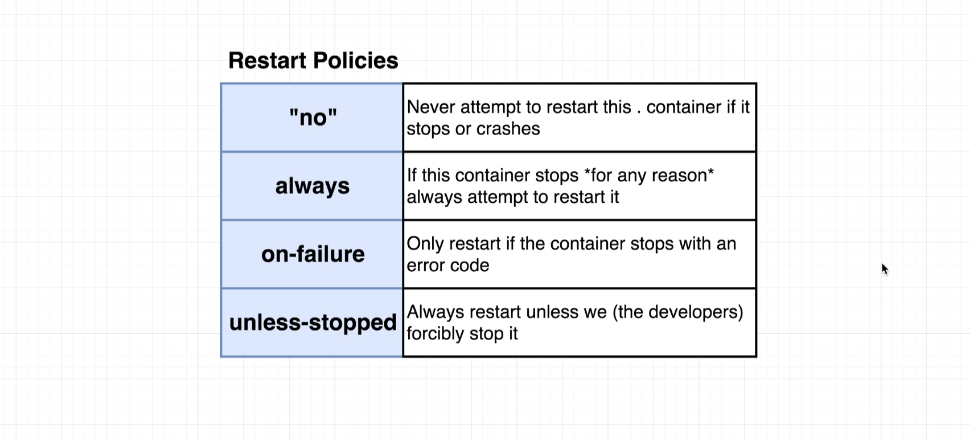 Restart Policies
"no"
Never attempt to restart this . container if it
stops or crashes
always
If this container stops *for any reason*
always attempt to restart it
on-failure
Only restart if the container stops with an
error code
unless-stopped
Always restart unless we (the developers)
forcibly stop it